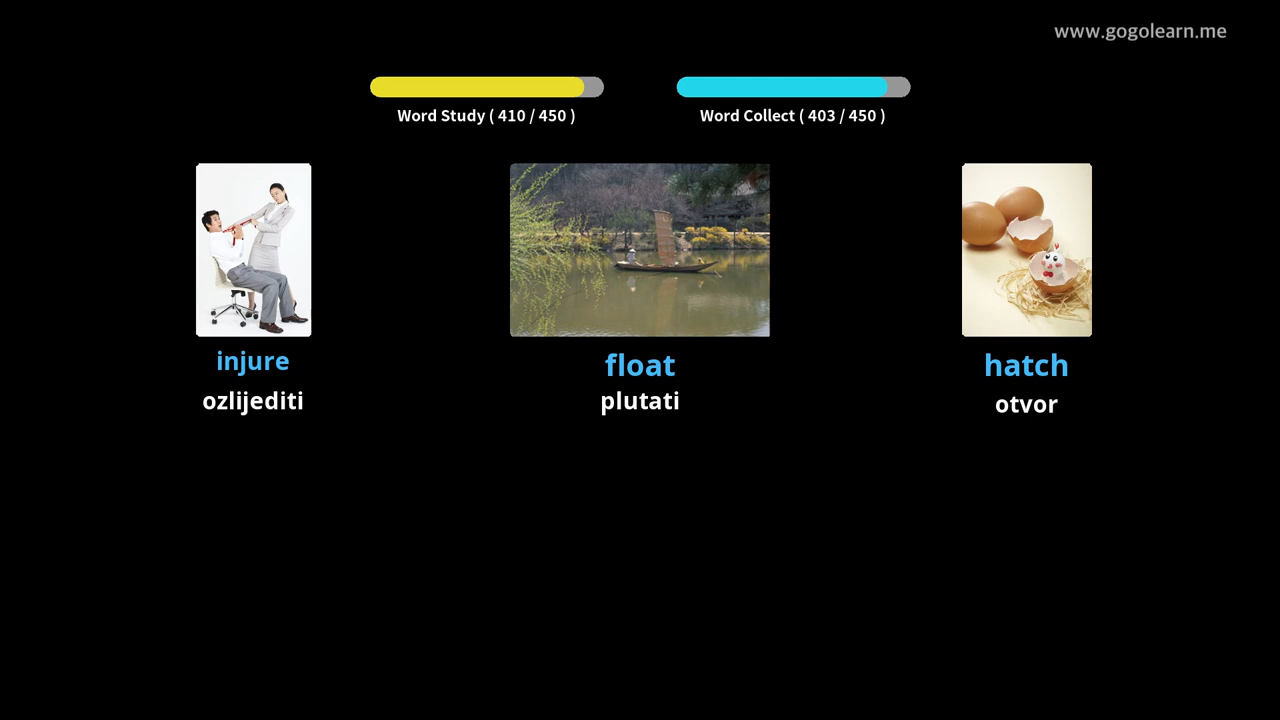 www.gogolearn.me
Word Study ( 410 / 450 )
Word Collect ( 403 / 450 )
injure
ozlijediti
float
plutati
hatch
otvor